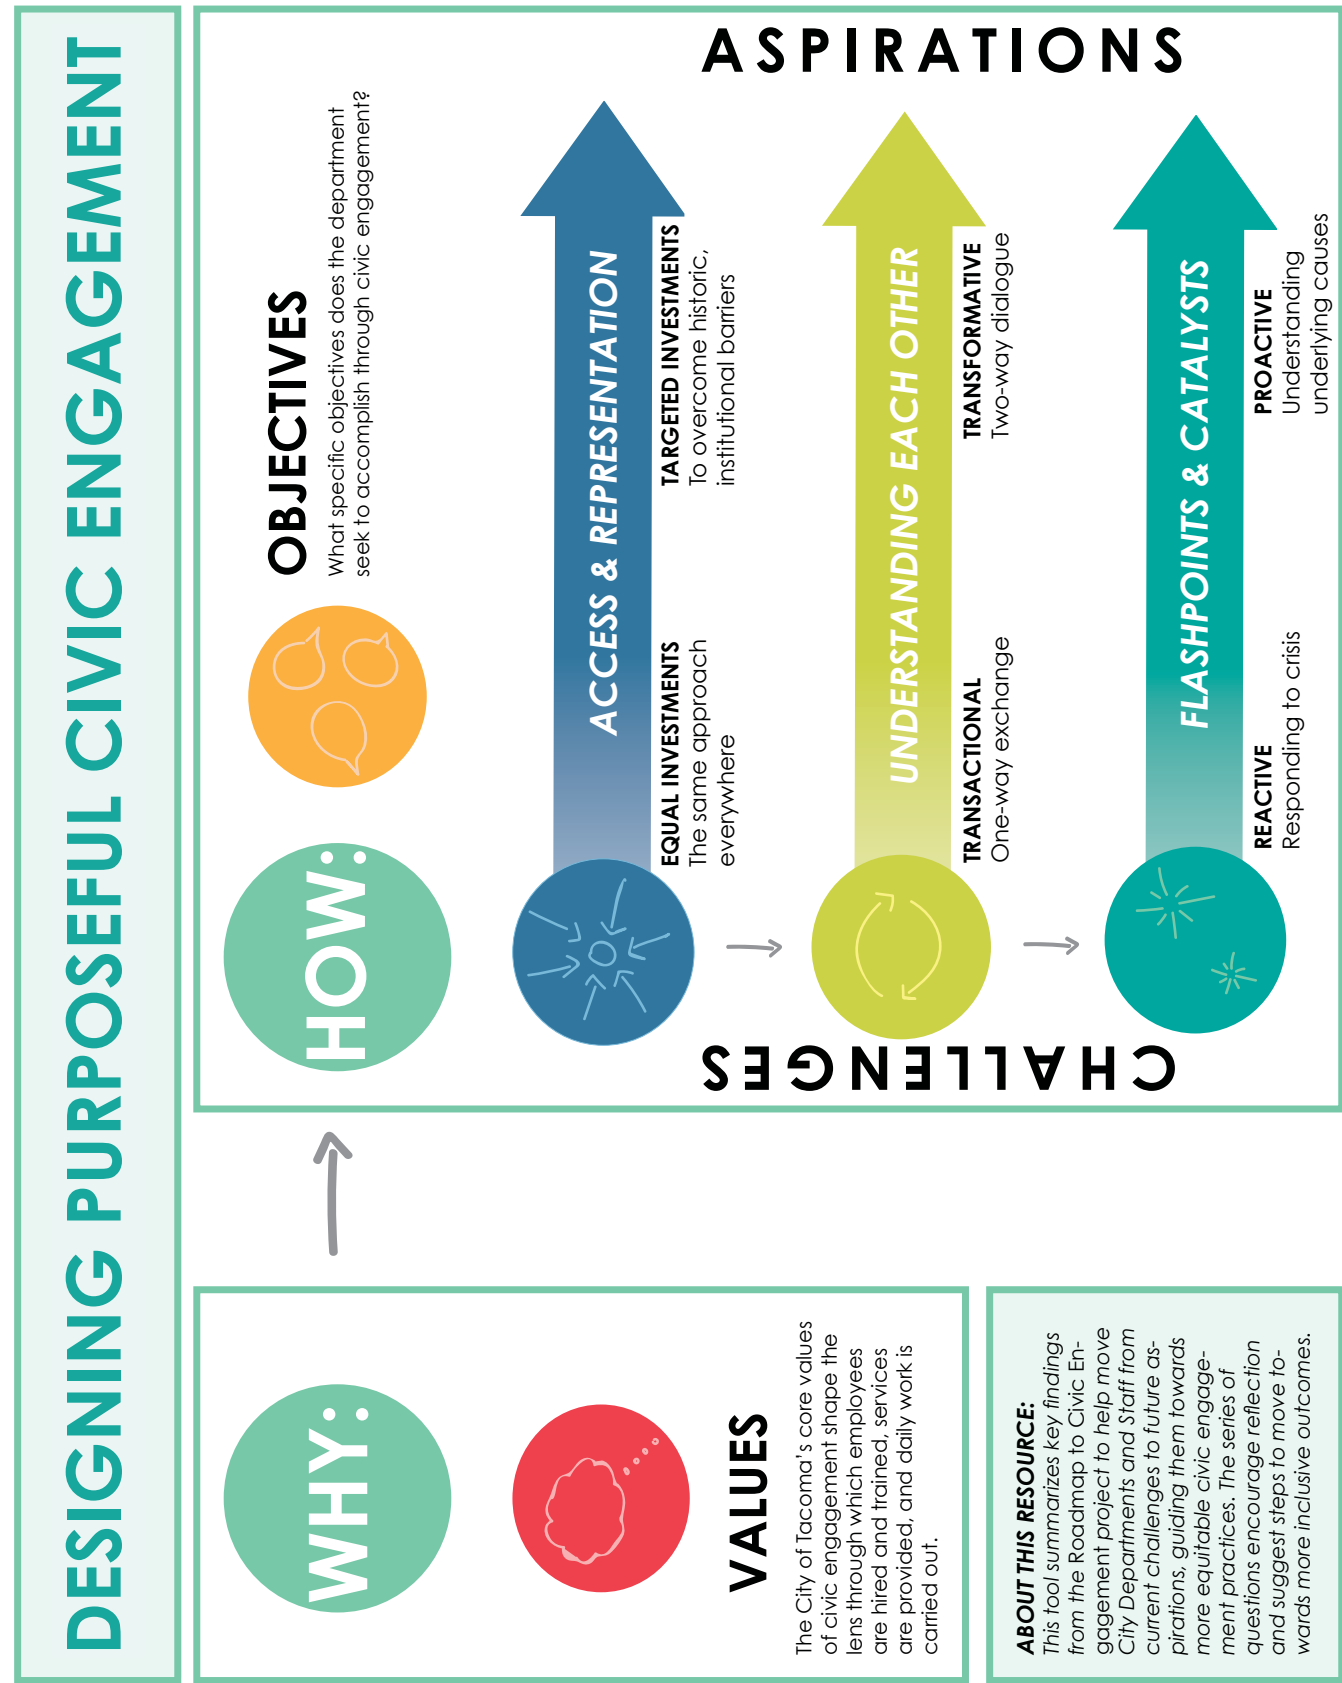 DESIGNING PURPOSEFUL CIVIC ENGAGEMENT
WHY:
VALUES
The City of Tacoma's core values
of civic engagement shape the
lens through which employees
are hired and trained, services
are provided, and daily work is
carried out.
ABOUT THIS RESOURCE:
This tool summarizes key findings
from the Roadmap to Civic En-
gagement project to help move
City Departments and Staff from
current challenges to future as-
pirations, guiding them towards
more equitable civic engage-
ment practices. The series of
questions encourage reflection
and suggest steps to move to-
wards more inclusive outcomes.
HOW:
OBJECTIVES
What specific objectives does the department
seek to accomplish through civic engagement?
CHALLENGES
ASPIRATIONS
ACCESS & REPRESENTATION
EQUAL INVESTMENTS
The same approach
everywhere
TARGETED INVESTMENTS
To overcome historic,
institutional barriers
UNDERSTANDING EACH OTHER
TRANSACTIONAL
One-way exchange
TRANSFORMATIVE
Two-way dialogue
FLASHPOINTS & CATALYSTS
REACTIVE
Responding to crisis
PROACTIVE
Understanding
underlying causes